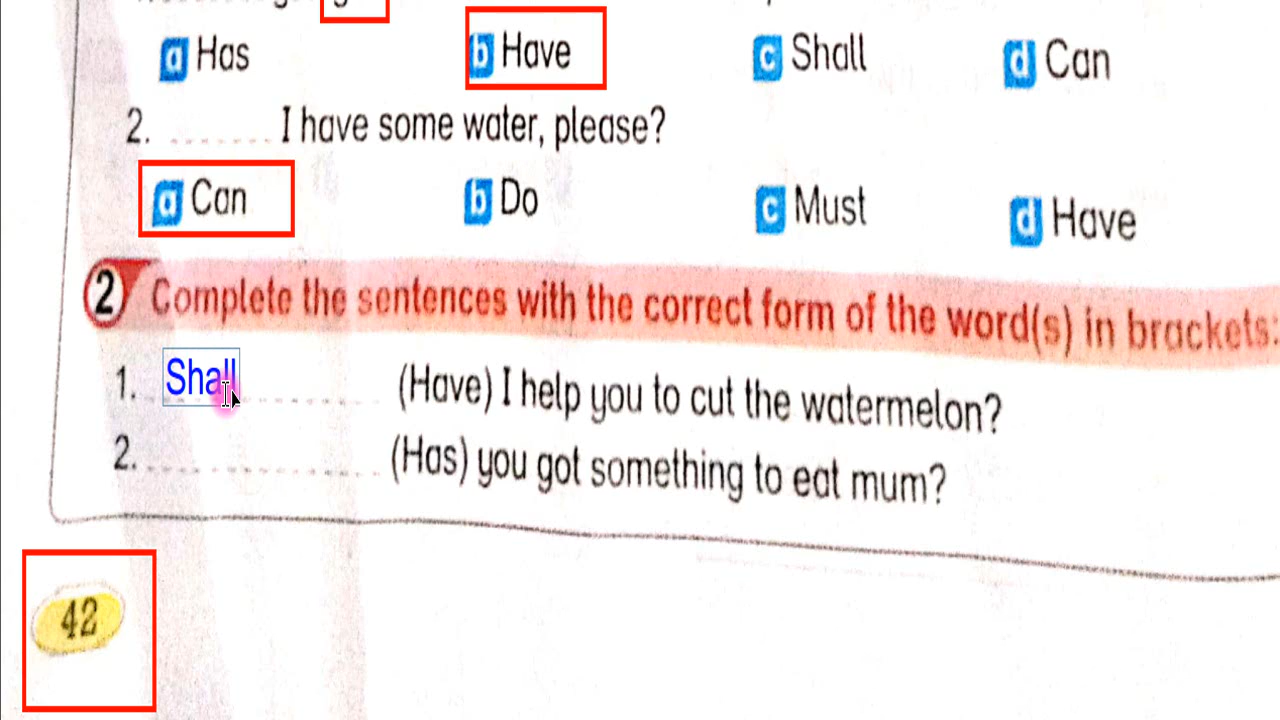 a Has b Have c Shall d Can
2. ........ I have some water, please?
a Can b Do c Must d Have
2 Complete the sentences with the correct form of the word(s) in brackets:
1. Shall .................... (Have) I help you to cut the watermelon?
2. .................... (Has) you got something to eat mum?
42